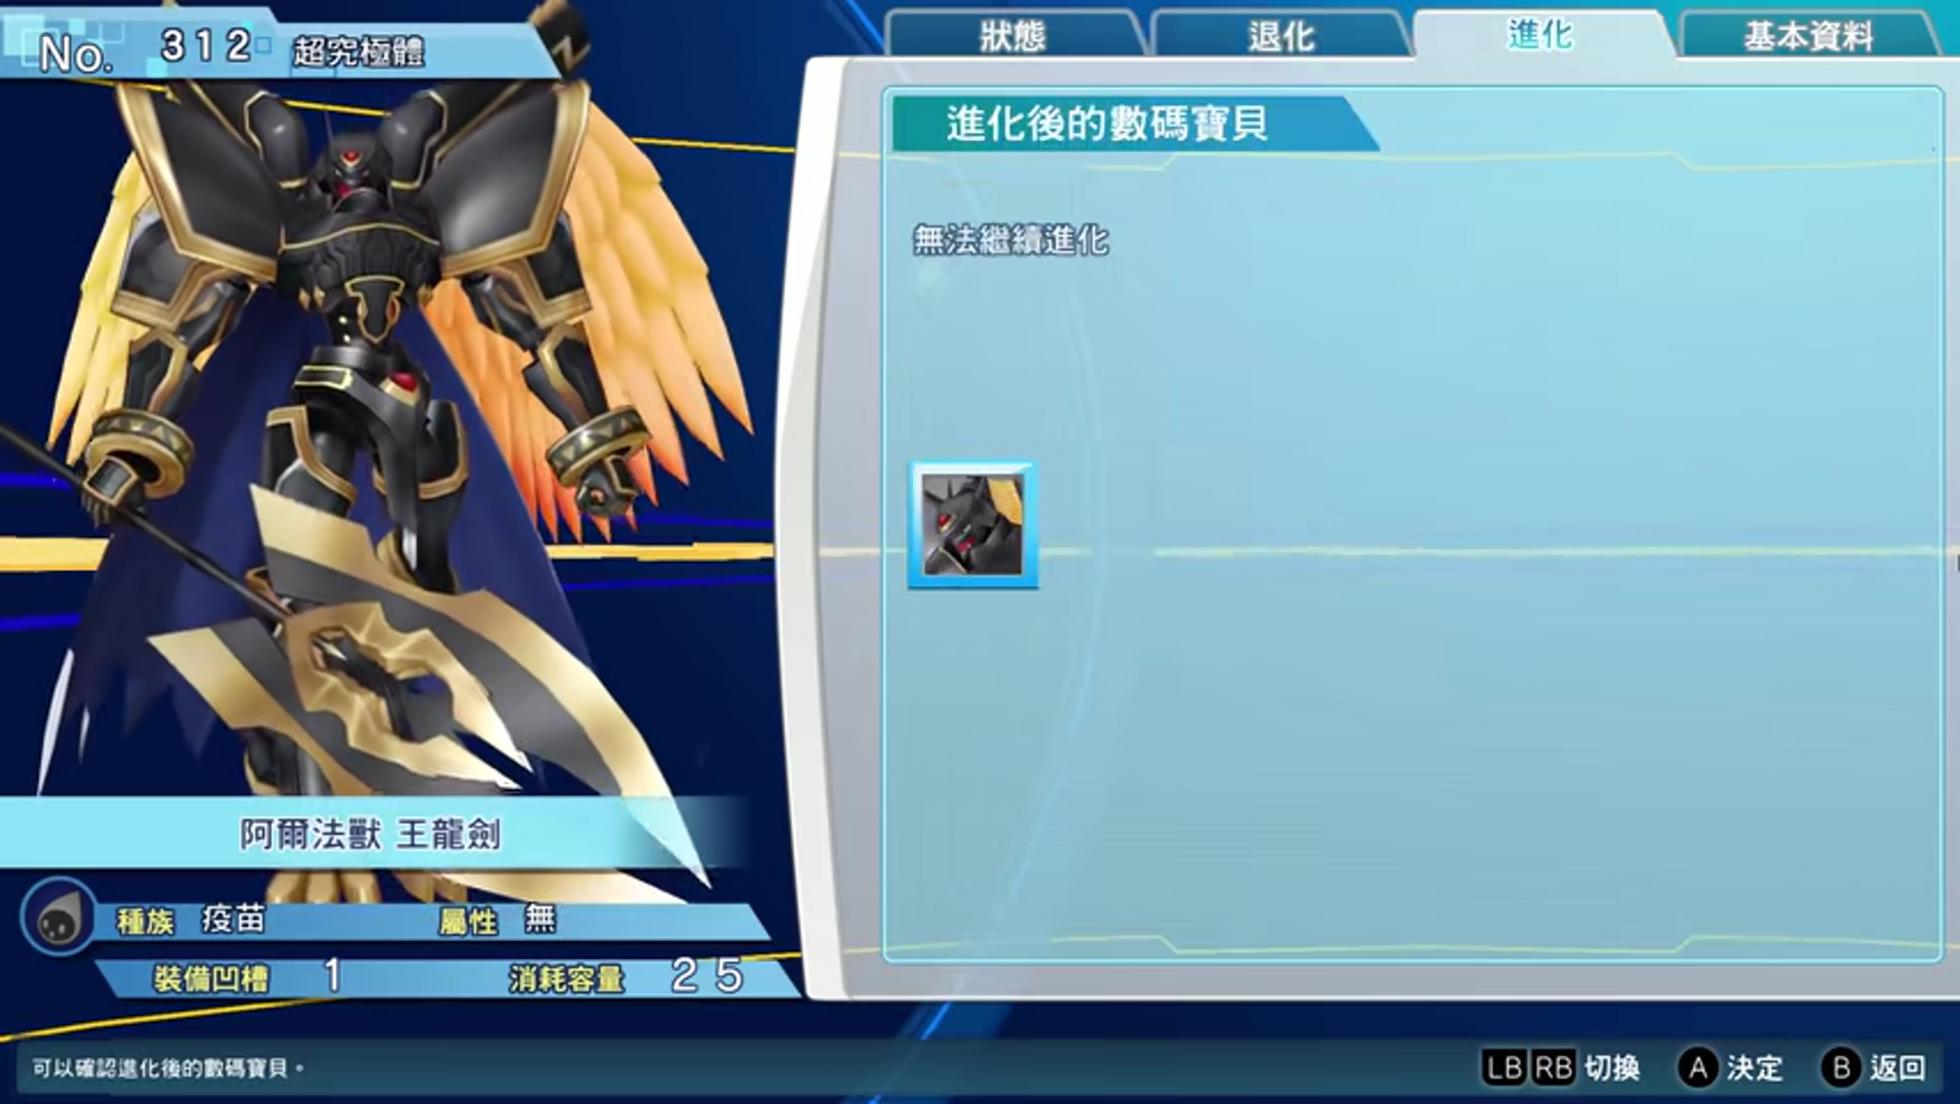 No. 312 超究極體
狀態 退化 進化 基本資料
進化後的數碼寶貝
無法繼續進化
阿爾法獸 王龍劍
種族 疫苗 屬性 無
裝備凹槽 1 消耗容量 25
可以確認進化後的數碼寶貝。
LB RB 切換 A 決定 B 返回